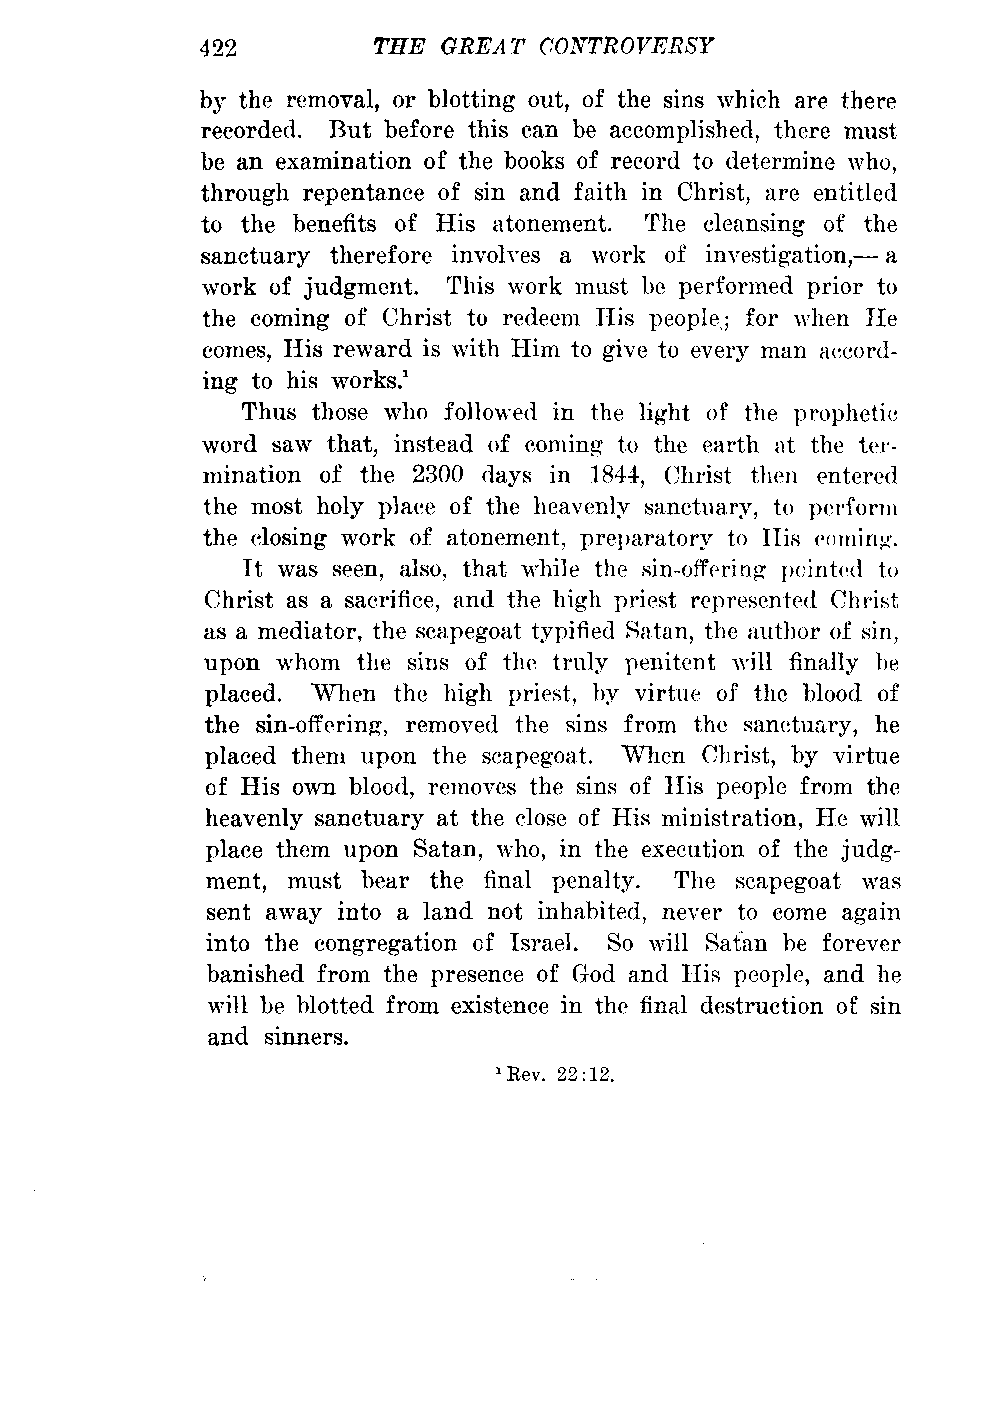 422 THE GREAT CONTROVERSY
by the removal, or blotting out, of the sins which are there
recorded. But before this can be accomplished, there must
be an examination of the books of record to determine who,
through repentance of sin and faith in Christ, are entitled
to the benefits of His atonement. The cleansing of the
sanctuary therefore involves a work of investigation,— a
work of judgment. This work must be performed prior to
the coming of Christ to redeem His people; for when He
comes, His reward is with Him to give to every man accord-
ing to his works.¹
Thus those who followed in the light of the prophetic
word saw that, instead of coming to the earth at the ter-
mination of the 2300 days in 1844, Christ then entered
the most holy place of the heavenly sanctuary, to perform
the closing work of atonement, preparatory to His coming.
It was seen, also, that while the sin-offering pointed to
Christ as a sacrifice, and the high priest represented Christ
as a mediator, the scapegoat typified Satan, the author of sin,
upon whom the sins of the truly penitent will finally be
placed. When the high priest, by virtue of the blood of
the sin-offering, removed the sins from the sanctuary, he
placed them upon the scapegoat. When Christ, by virtue
of His own blood, removes the sins of His people from the
heavenly sanctuary at the close of His ministration, He will
place them upon Satan, who, in the execution of the judg-
ment, must bear the final penalty. The scapegoat was
sent away into a land not inhabited, never to come again
into the congregation of Israel. So will Satan be forever
banished from the presence of God and His people, and he
will be blotted from existence in the final destruction of sin
and sinners.
¹ Rev. 22:12.